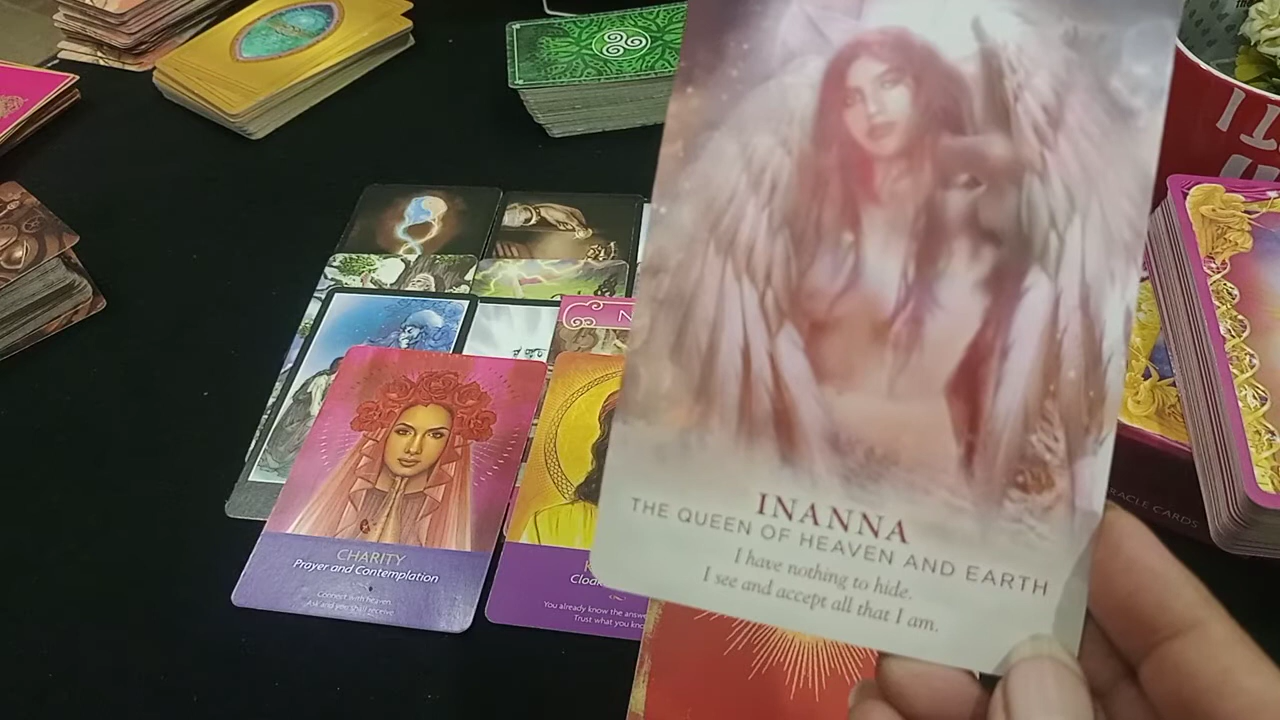 INANNA
THE QUEEN OF HEAVEN AND EARTH
I have nothing to hide.
I see and accept all that I am.
CHARITY
Prayer and Contemplation
Connect with heaven.
Ask and you shall receive.
You already know the
Trust what you
ORACLE CARDS